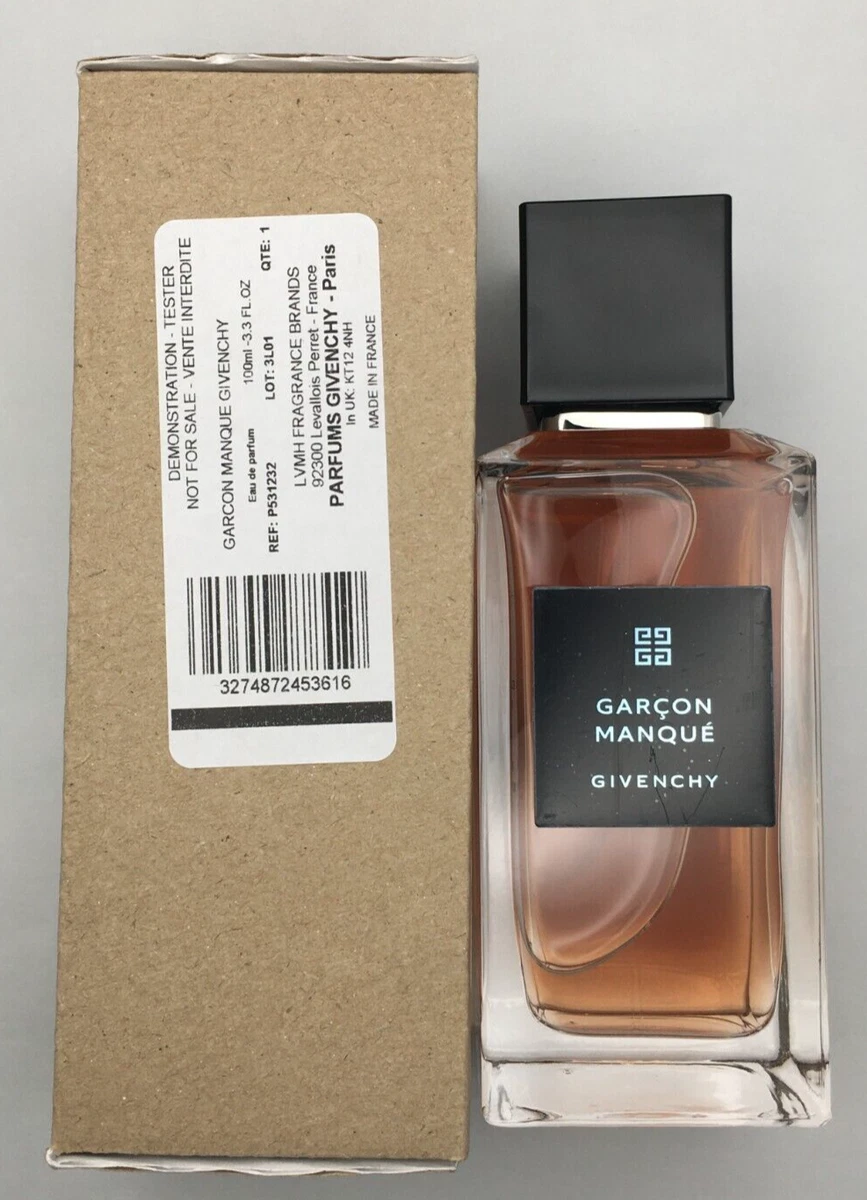 DEMONSTRATION - TESTER
NOT FOR SALE - VENTE INTERDITE
GARCON MANQUE GIVENCHY
Eau de parfum 100ml -3.3 FL.OZ
REF: P531232 LOT: 3L01 QTE: 1
LVMH FRAGRANCE BRANDS
92300 Levallois Perret - France
PARFUMS GIVENCHY - Paris
In UK: KT12 4NH
MADE IN FRANCE
3274872453616
GARÇON
MANQUÉ
GIVENCHY